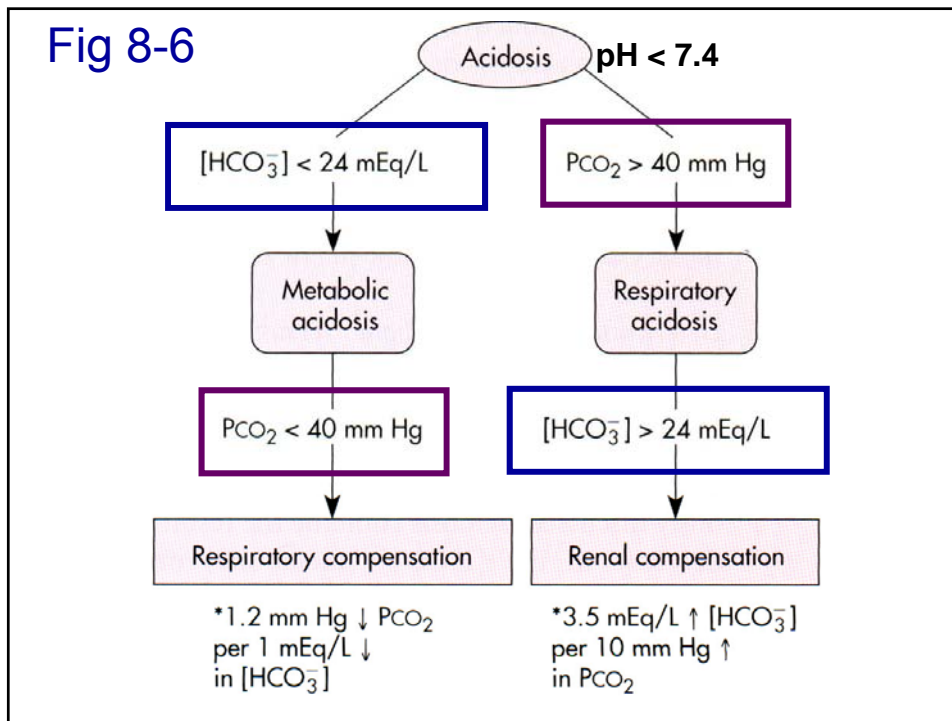 Fig 8-6
Acidosis pH < 7.4
[HCO₃⁻] < 24 mEq/L
PCO₂ > 40 mm Hg
Metabolic
acidosis
Respiratory
acidosis
PCO₂ < 40 mm Hg
[HCO₃⁻] > 24 mEq/L
Respiratory compensation
Renal compensation
*1.2 mm Hg ↓ PCO₂
per 1 mEq/L ↓
in [HCO₃⁻]
*3.5 mEq/L ↑ [HCO₃⁻]
per 10 mm Hg ↑
in PCO₂